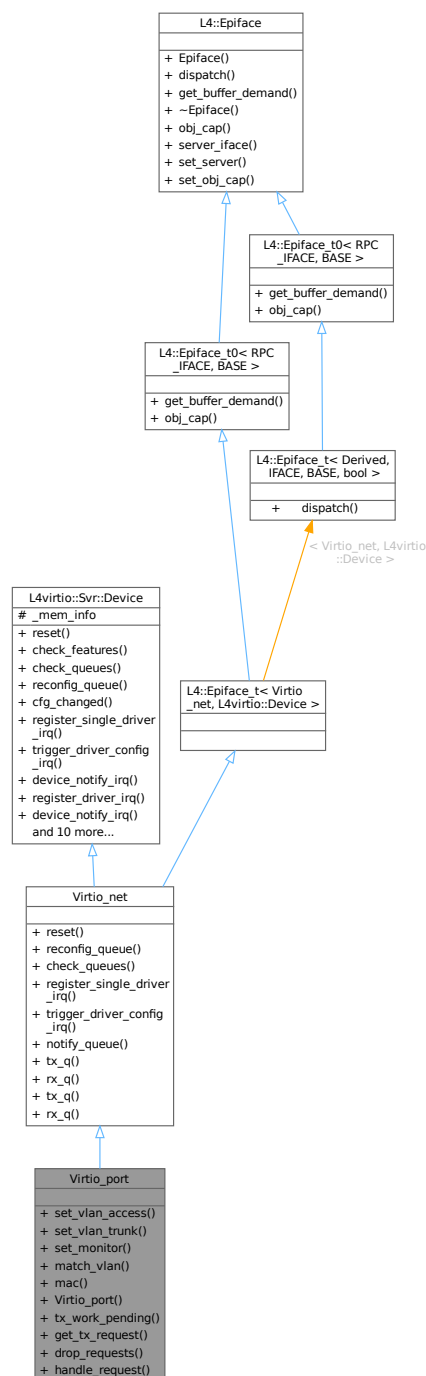 L4::Epiface
+ Epiface()
+ dispatch()
+ get_buffer_demand()
+ ~Epiface()
+ obj_cap()
+ server_iface()
+ set_server()
+ set_obj_cap()
L4::Epiface_t0< RPC
_IFACE, BASE >
+ get_buffer_demand()
+ obj_cap()
L4::Epiface_t0< RPC
_IFACE, BASE >
+ get_buffer_demand()
+ obj_cap()
L4::Epiface_t< Derived,
IFACE, BASE, bool >
+ dispatch()
< Virtio_net, L4virtio
::Device >
L4virtio::Svr::Device
# _mem_info
+ reset()
+ check_features()
+ check_queues()
+ reconfig_queue()
+ cfg_changed()
+ register_single_driver
_irq()
+ trigger_driver_config
_irq()
+ device_notify_irq()
+ register_driver_irq()
+ device_notify_irq()
and 10 more...
L4::Epiface_t< Virtio
_net, L4virtio::Device >
Virtio_net
+ reset()
+ reconfig_queue()
+ check_queues()
+ register_single_driver
_irq()
+ trigger_driver_config
_irq()
+ notify_queue()
+ tx_q()
+ rx_q()
+ tx_q()
+ rx_q()
Virtio_port
+ set_vlan_access()
+ set_vlan_trunk()
+ set_monitor()
+ match_vlan()
+ mac()
+ Virtio_port()
+ tx_work_pending()
+ get_tx_request()
+ drop_requests()
+ handle_request()